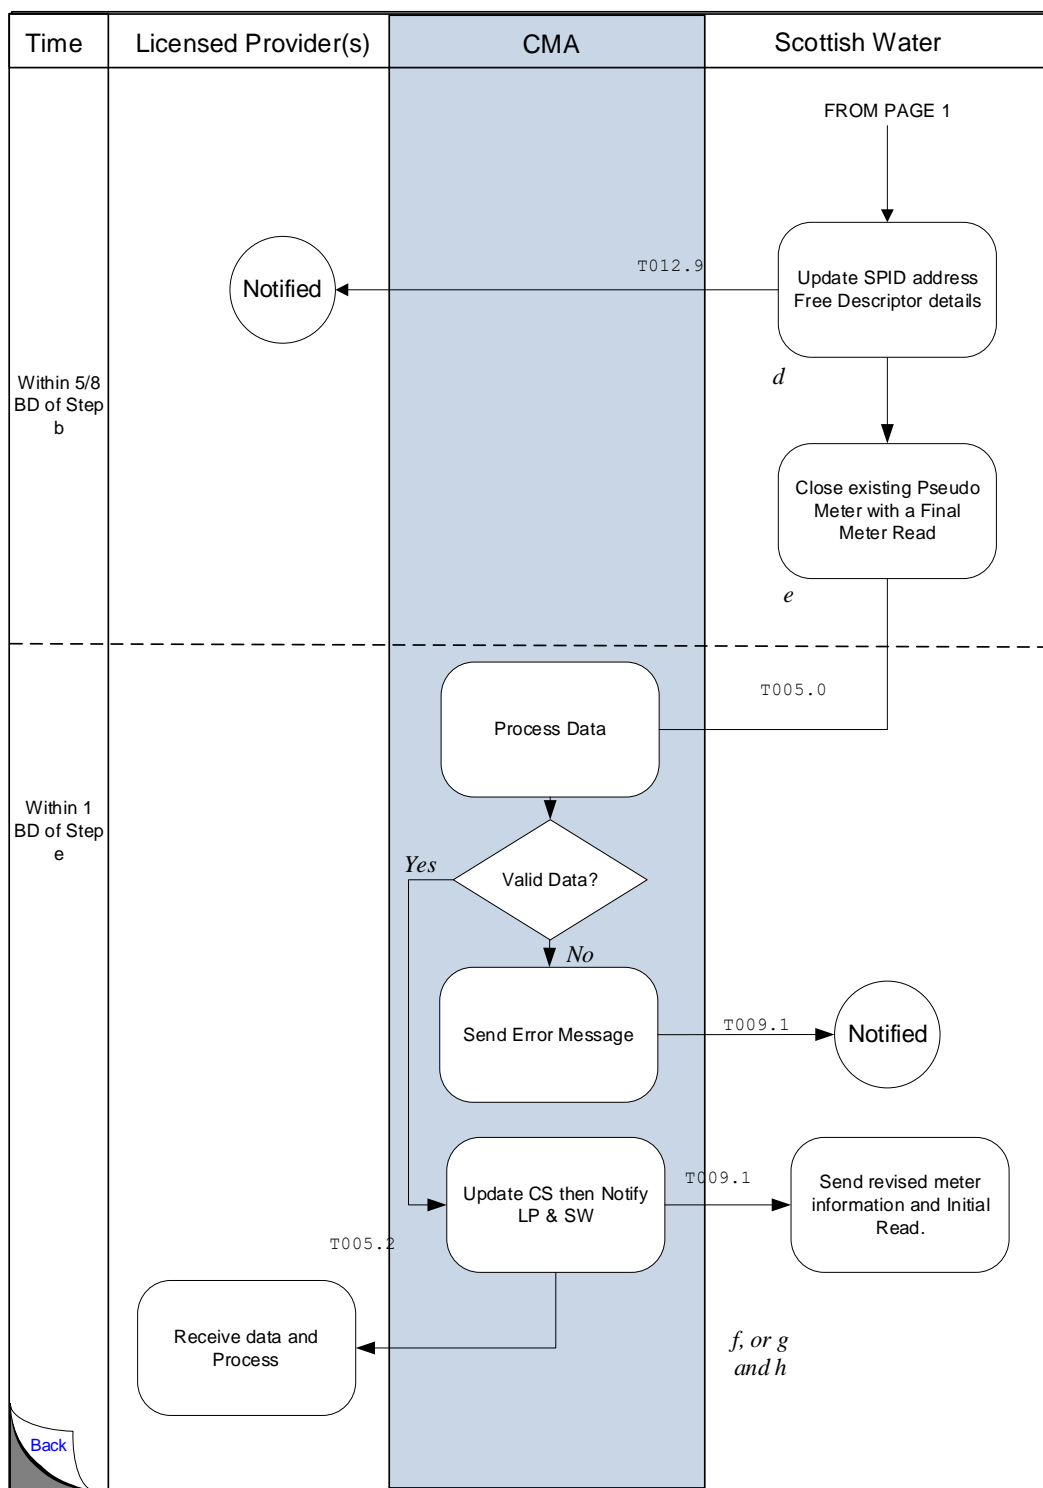 Time
Licensed Provider(s)
CMA
Scottish Water
FROM PAGE 1
T012.9
Notified
Update SPID address
Free Descriptor details
d
Within 5/8
BD of Step
b
Close existing Pseudo
Meter with a Final
Meter Read
e
T005.0
Process Data
Within 1
BD of Step
e
Yes
Valid Data?
No
Send Error Message
T009.1
Notified
Update CS then Notify
LP & SW
T009.1
Send revised meter
information and Initial
Read.
T005.2
Receive data and
Process
f, or g
and h
Back